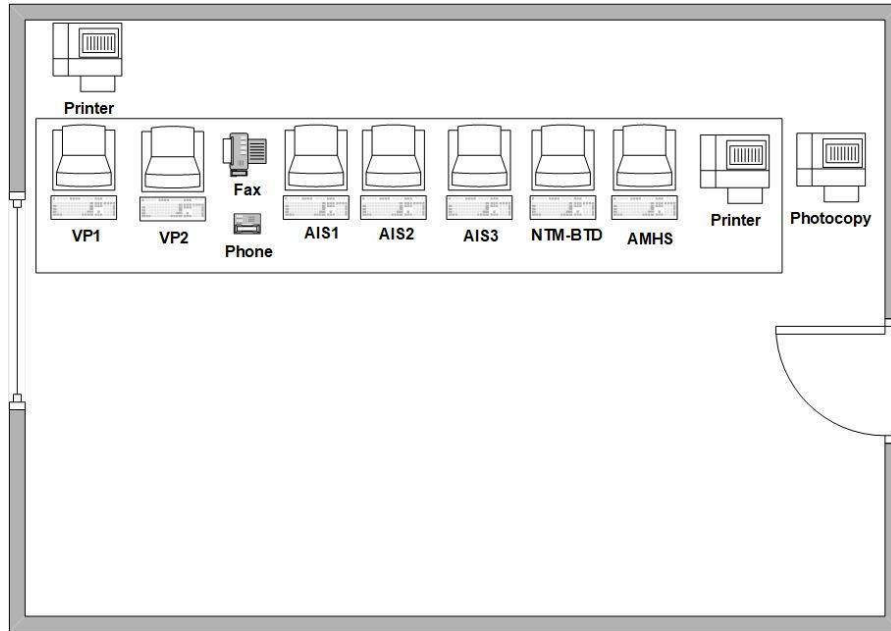 Printer
Fax
VP1
VP2
Phone
AIS1
AIS2
AIS3
NTM-BTD
AMHS
Printer
Photocopy